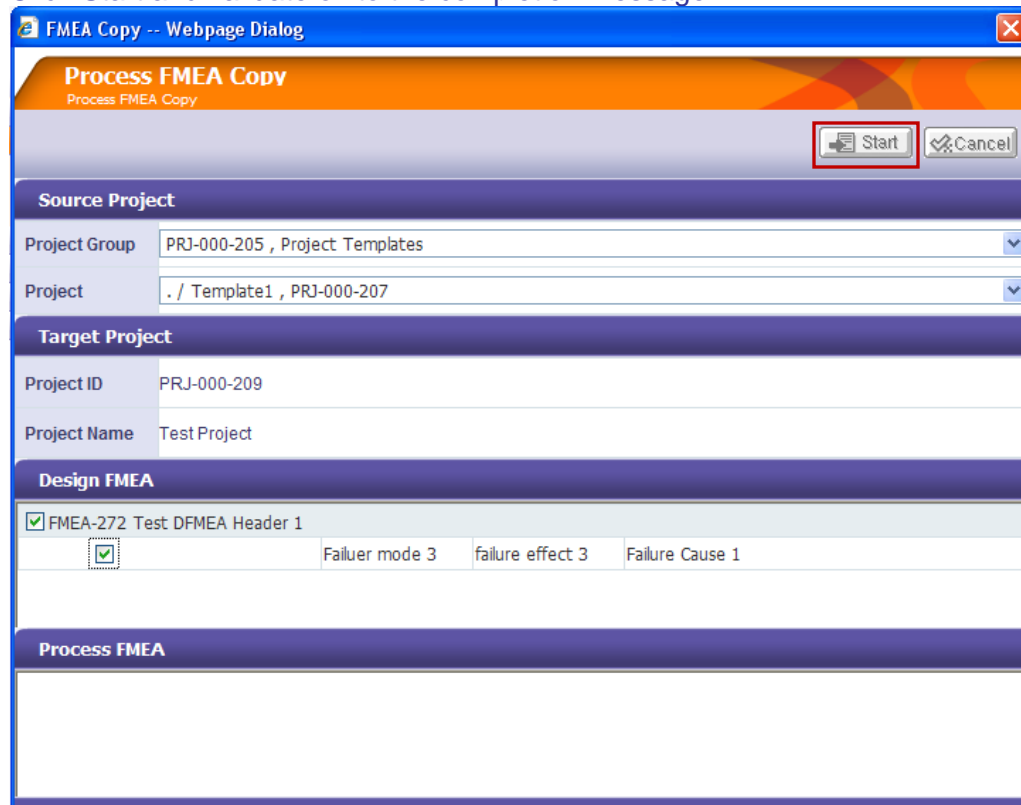 FMEA Copy -- Webpage Dialog
Process FMEA Copy
Process FMEA Copy
Start Cancel
Source Project
Project Group PRJ-000-205 , Project Templates
Project . / Template1 , PRJ-000-207
Target Project
Project ID PRJ-000-209
Project Name Test Project
Design FMEA
FMEA-272 Test DFMEA Header 1
Failuer mode 3 failure effect 3 Failure Cause 1
Process FMEA